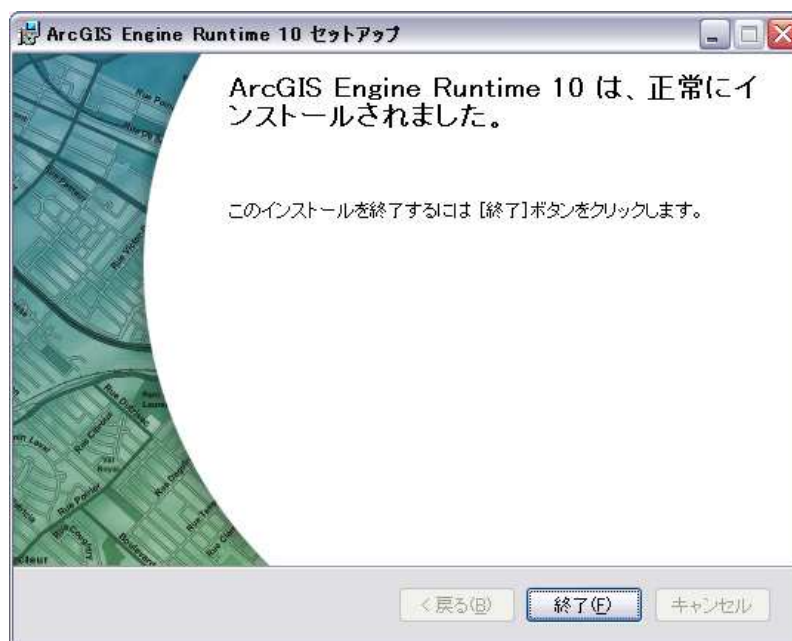 ArcGIS Engine Runtime 10 セットアップ
ArcGIS Engine Runtime 10 は、正常にイ
ンストールされました。
このインストールを終了するには [終了]ボタンをクリックします。
Rue Poirier
Boulevard
< 戻る(B)
終了(F)
キャンセル